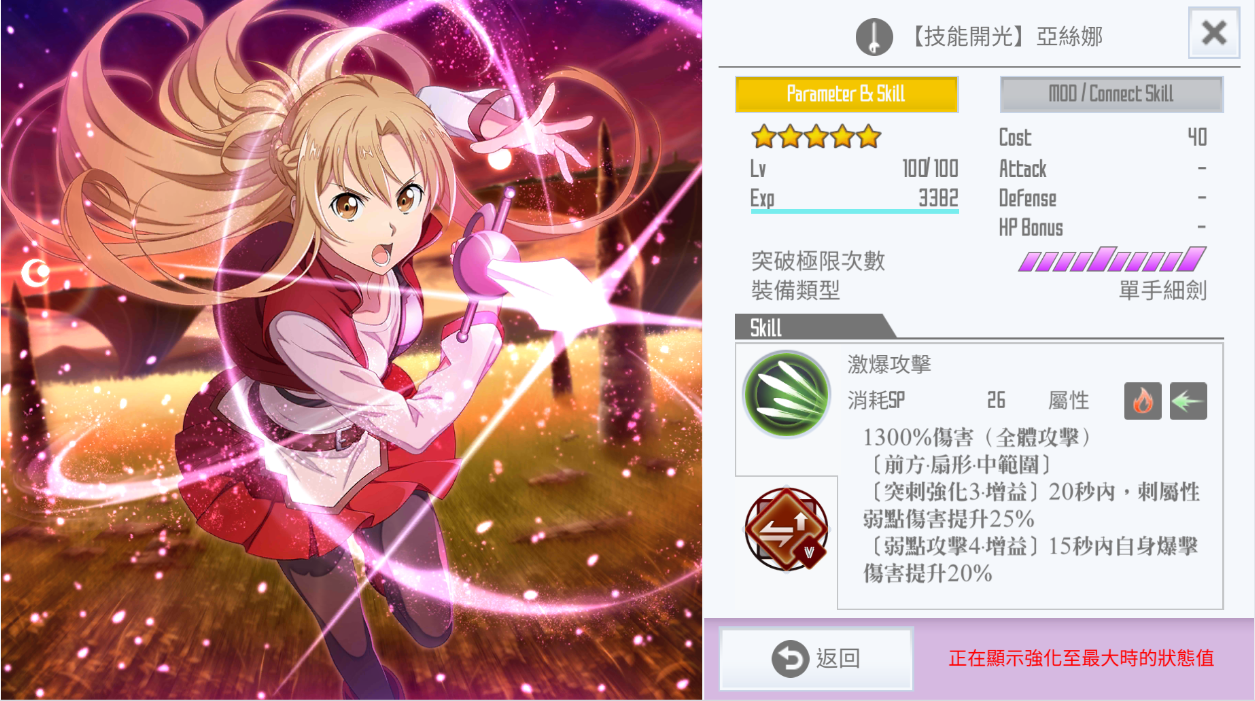 【技能開光】亞絲娜
Parameter & Skill
MOD / Connect Skill
Lv 100/100
Exp 3382
Cost 40
Attack -
Defense -
HP Bonus -
突破極限次數
裝備類型 單手細劍
Skill
激爆攻擊
消耗SP 26 屬性
1300%傷害（全體攻擊）
〔前方‧扇形‧中範圍〕
〔突刺強化3‧增益〕20秒內，刺屬性
弱點傷害提升25%
〔弱點攻擊4‧增益〕15秒內自身爆擊
傷害提升20%
V
返回
正在顯示強化至最大時的狀態值